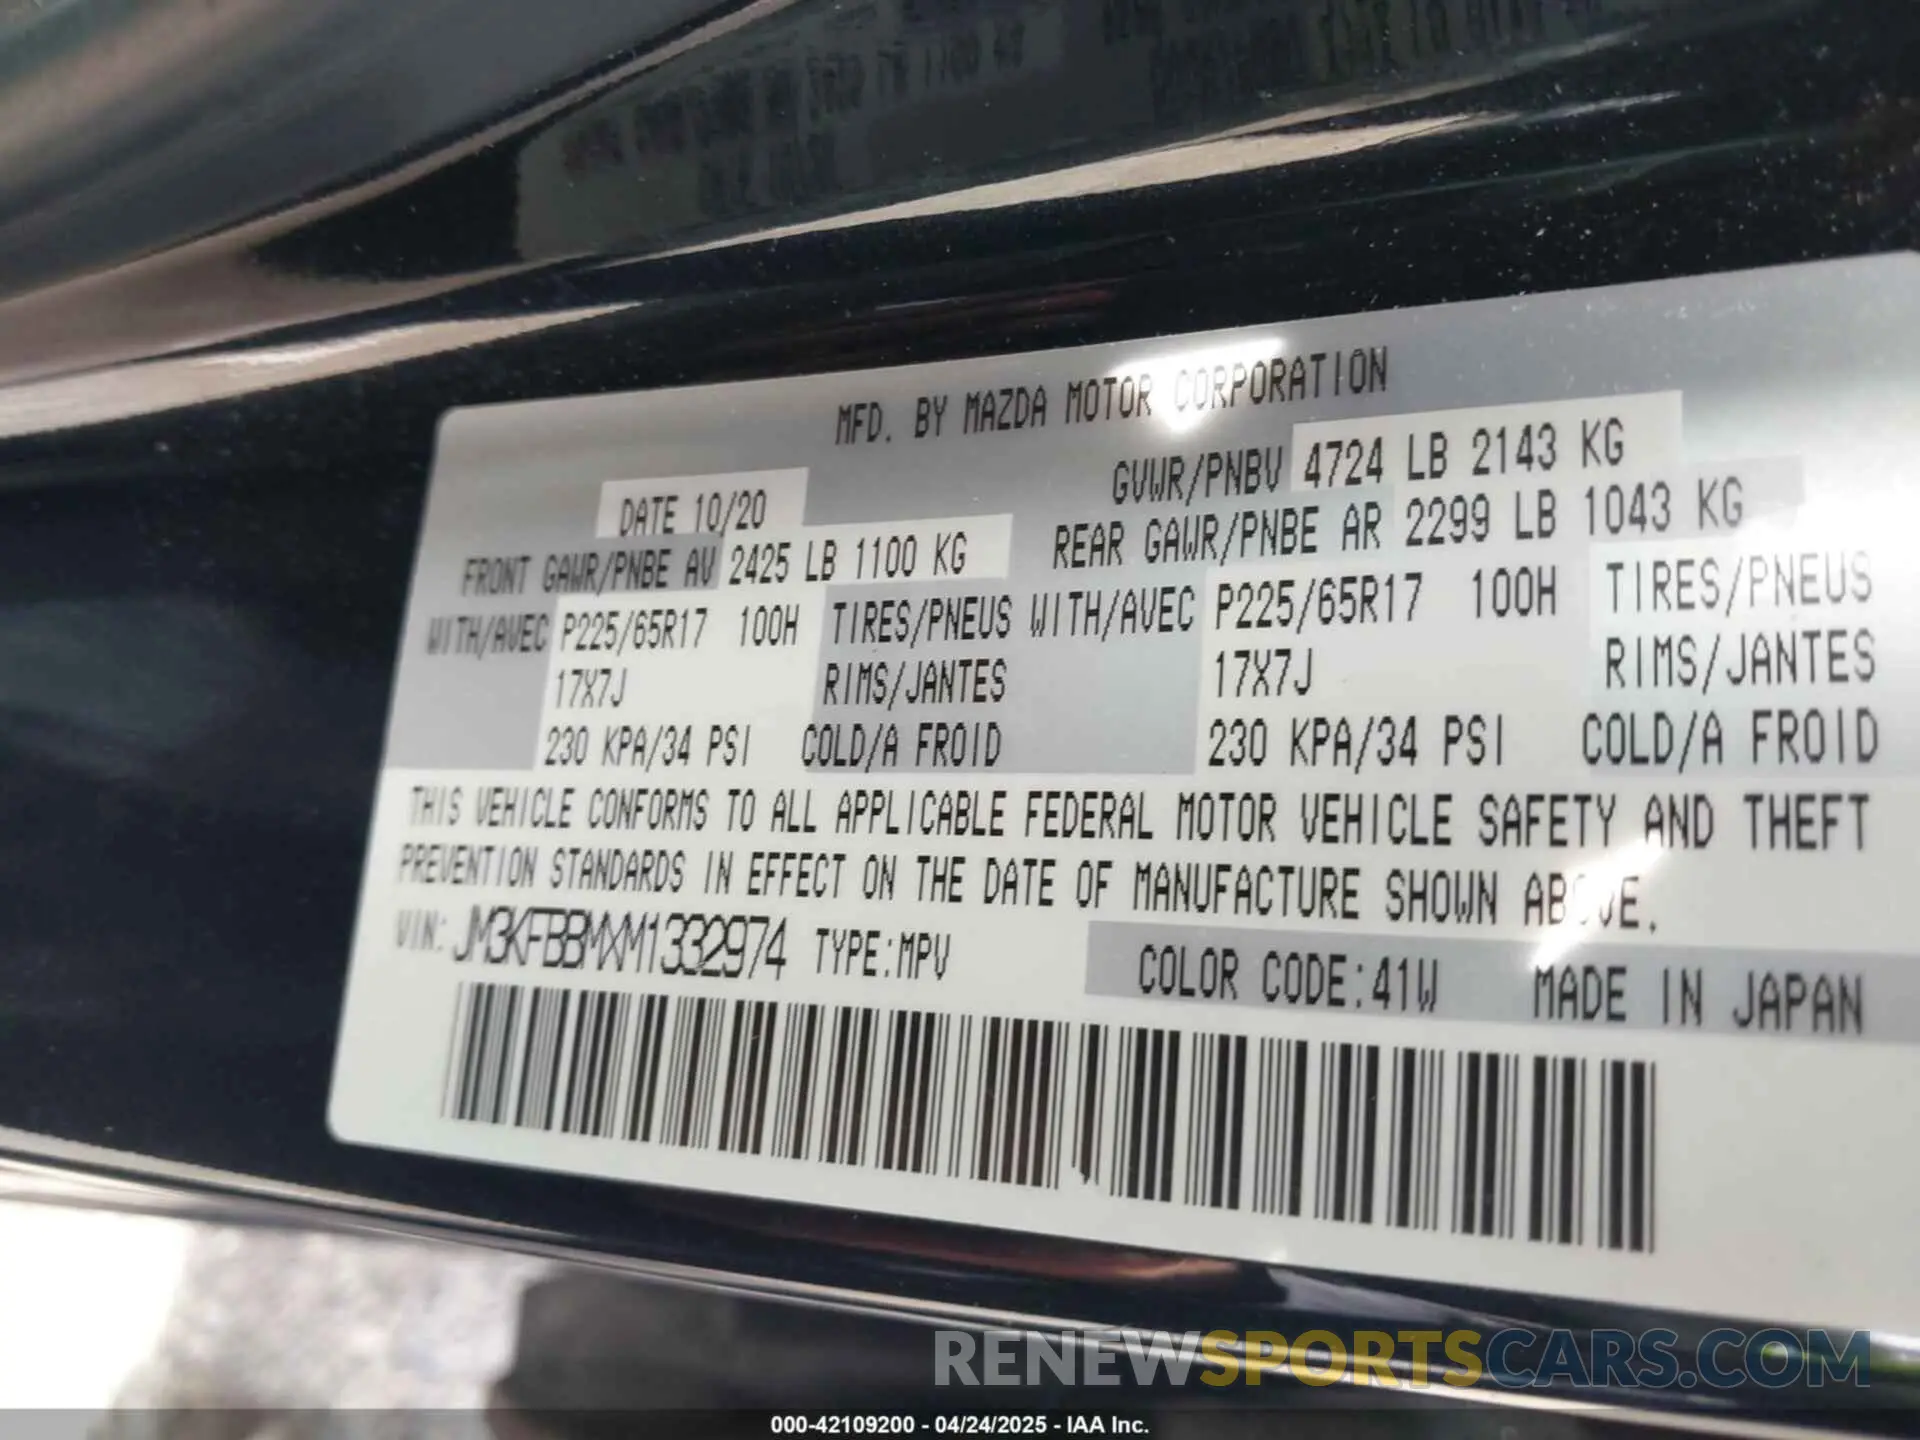 MFD. BY MAZDA MOTOR CORPORATION
DATE 10/20 GVWR/PNBV 4724 LB 2143 KG
FRONT GAWR/PNBE AV 2425 LB 1100 KG REAR GAWR/PNBE AR 2299 LB 1043 KG
WITH/AVEC P225/65R17 100H TIRES/PNEUS WITH/AVEC P225/65R17 100H TIRES/PNEUS
17X7J RIMS/JANTES 17X7J RIMS/JANTES
230 KPA/34 PSI COLD/A FROID 230 KPA/34 PSI COLD/A FROID
THIS VEHICLE CONFORMS TO ALL APPLICABLE FEDERAL MOTOR VEHICLE SAFETY AND THEFT
PREVENTION STANDARDS IN EFFECT ON THE DATE OF MANUFACTURE SHOWN ABOVE.
VIN: JM3KFBBMXM1332974 TYPE:MPV COLOR CODE:41W MADE IN JAPAN
RENEWSPORTSCARS.COM
000-42109200 - 04/24/2025 - IAA Inc.